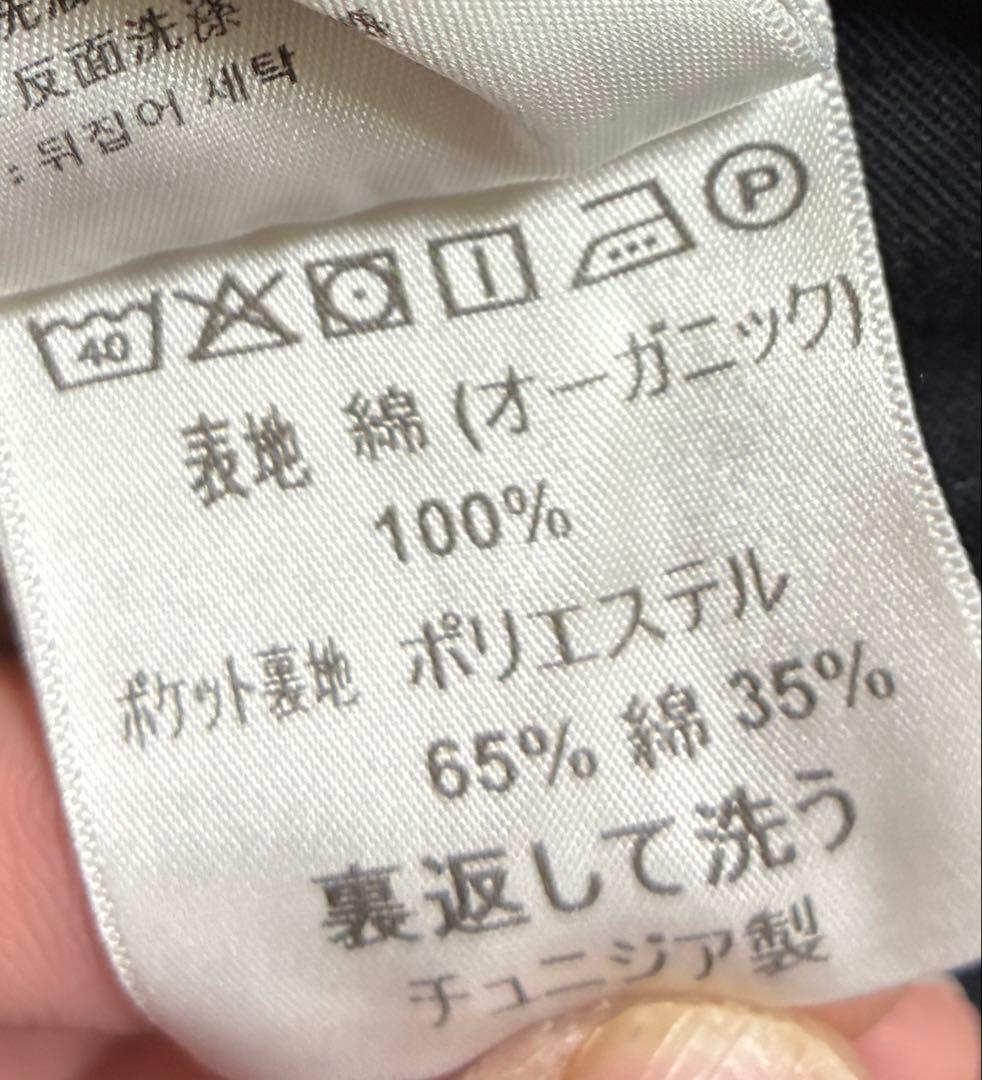 反面洗涤
: 뒤집어 세탁
40
P
表地 綿 (オーガニック)
100%
ポケット裏地 ポリエステル
65% 綿 35%
裏返して洗う
チュニジア製